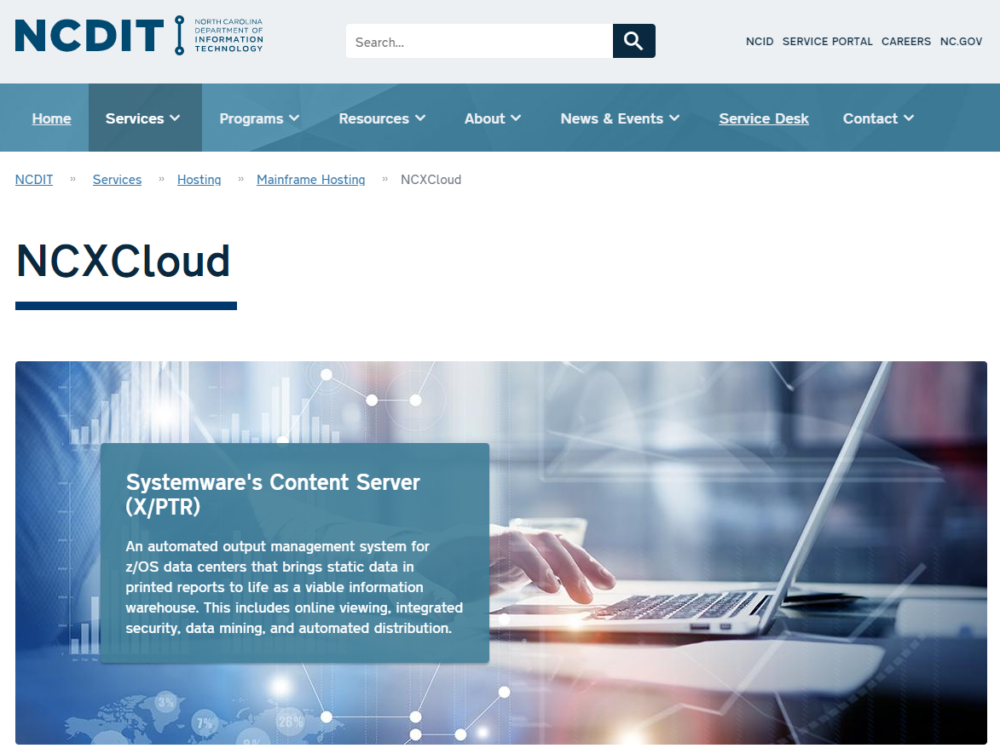 NCDIT
NORTH CAROLINA
DEPARTMENT OF
INFORMATION
TECHNOLOGY
Search...
NCID SERVICE PORTAL CAREERS NC.GOV
Home Services Programs Resources About News & Events Service Desk Contact
NCDIT » Services » Hosting » Mainframe Hosting » NCXCloud
NCXCloud
Systemware's Content Server
(X/PTR)
An automated output management system for
z/OS data centers that brings static data in
printed reports to life as a viable information
warehouse. This includes online viewing, integrated
security, data mining, and automated distribution.
3%
7%
26%